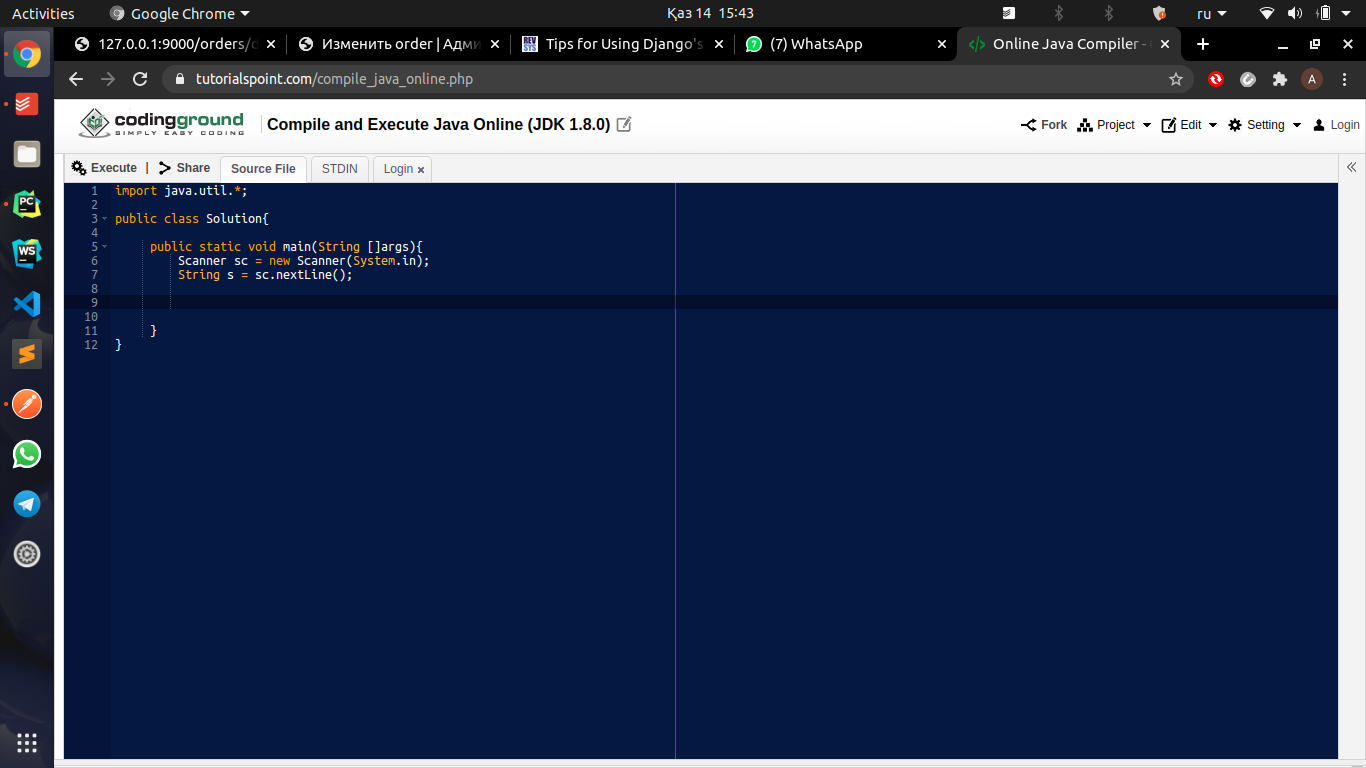 Activities Google Chrome Қаз 14 15:43 ru
127.0.0.1:9000/orders/ Изменить order | Адми Tips for Using Django's (7) WhatsApp Online Java Compiler -
tutorialspoint.com/compile_java_online.php A
codingground
SIMPLY EASY CODING
Compile and Execute Java Online (JDK 1.8.0) Fork Project Edit Setting Login
Execute | Share Source File STDIN Login x
1 import java.util.*;
2
3 public class Solution{
4
5 public static void main(String []args){
6 Scanner sc = new Scanner(System.in);
7 String s = sc.nextLine();
8
9
10
11 }
12 }
PC
WS